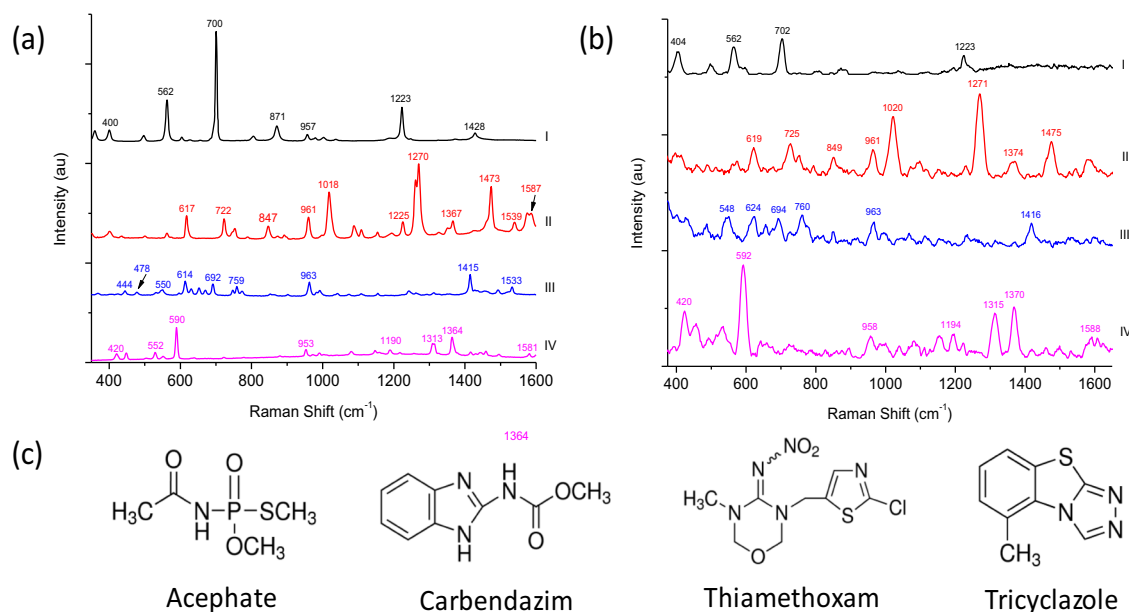 (a)
700
562
1223
400
871
957
1428
I
1270
1018
1473
1587
617
722
847
961
1225
1367
1539
II
478
444
550
614
692
759
963
1415
1533
III
590
420
552
953
1190
1313
1364
1581
IV
400 600 800 1000 1200 1400 1600
Raman Shift (cm-1)
Intensity (au)
(b)
404
562
702
1223
I
1271
1020
619
725
849
961
1374
1475
II
548
624
694
760
963
1416
III
592
420
958
1194
1315
1370
1588
IV
400 600 800 1000 1200 1400 1600
Raman Shift (cm-1)
Intensity (au)
(c)
1364
O O
H3C N H P SCH3
OCH3
Acephate
N NH OCH3
N H O
Carbendazim
NO2
N
H3C N N N Cl
S
O
Thiamethoxam
S N
N N
CH3
Tricyclazole